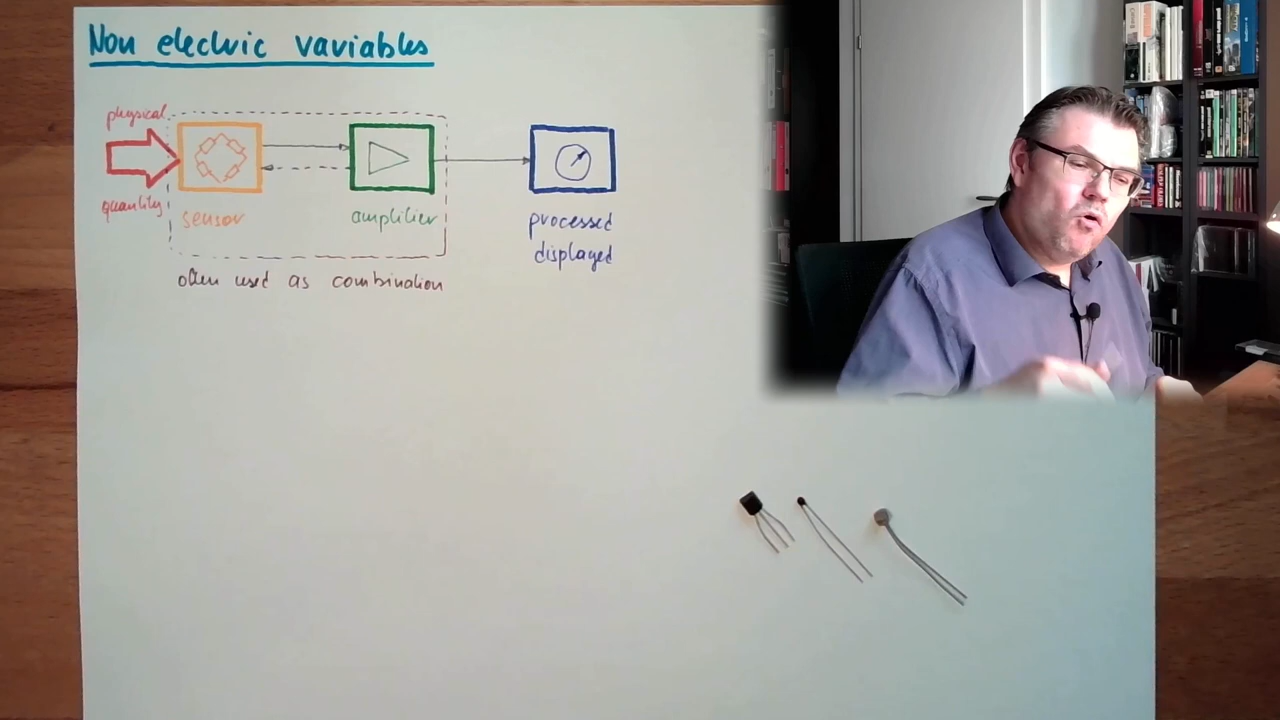 Non electric variables
physical
quantity
sensor
amplifier
often used as combination
processed
displayed